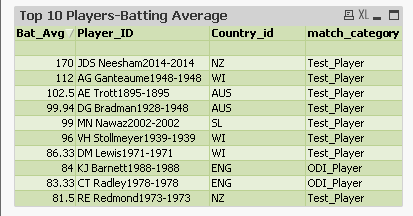 Top 10 Players-Batting Average XL
Bat_Avg Player_ID Country_id match_category
170 JDS Neesham2014-2014 NZ Test_Player
112 AG Ganteaume1948-1948 WI Test_Player
102.5 AE Trott1895-1895 AUS Test_Player
99.94 DG Bradman1928-1948 AUS Test_Player
99 MN Nawaz2002-2002 SL Test_Player
96 VH Stollmeyer1939-1939 WI Test_Player
86.33 DM Lewis1971-1971 WI Test_Player
84 KJ Barnett1988-1988 ENG ODI_Player
83.33 CT Radley1978-1978 ENG ODI_Player
81.5 RE Redmond1973-1973 NZ Test_Player